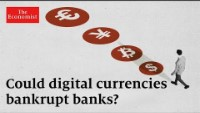 The
Economist
£
¥
₿
$
Could digital currencies
bankrupt banks?